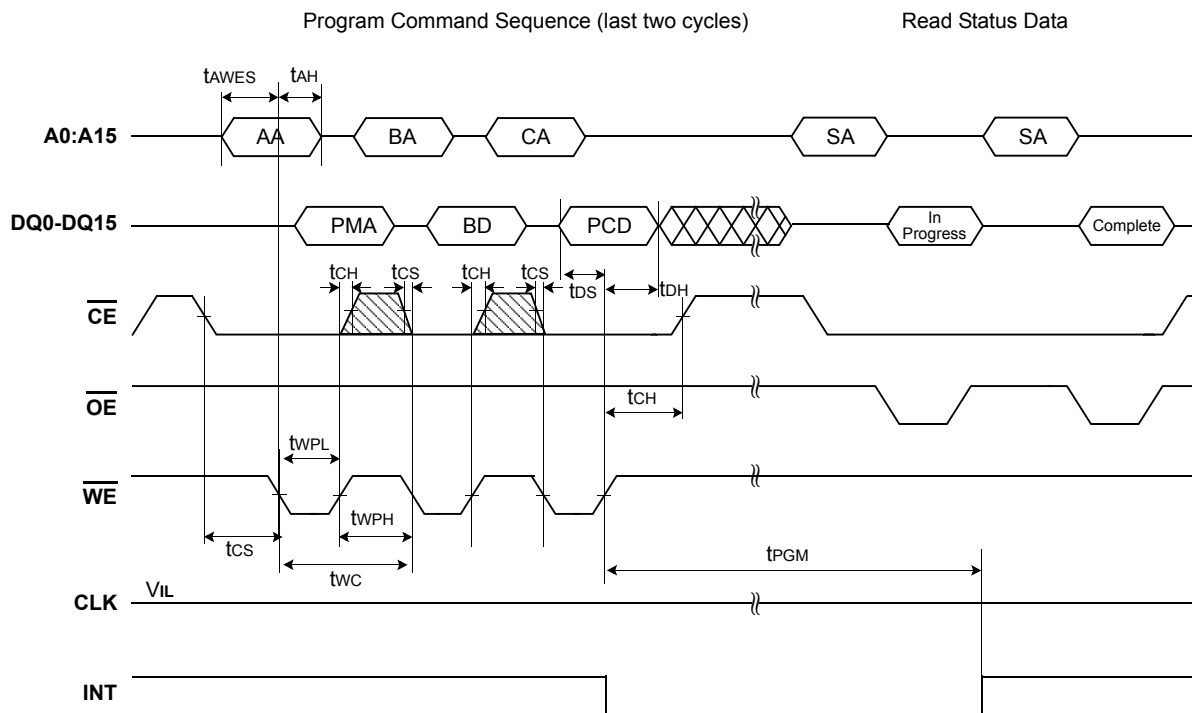 Program Command Sequence (last two cycles) Read Status Data
tAWES tAH
A0:A15 AA BA CA SA SA
DQ0-DQ15 PMA BD PCD In Progress Complete
tCH tCS tCH tCS tDS tDH
CE
OE
tCH
tWPL
WE
tWPH
tCS
tWC
tPGM
CLK VIL
INT